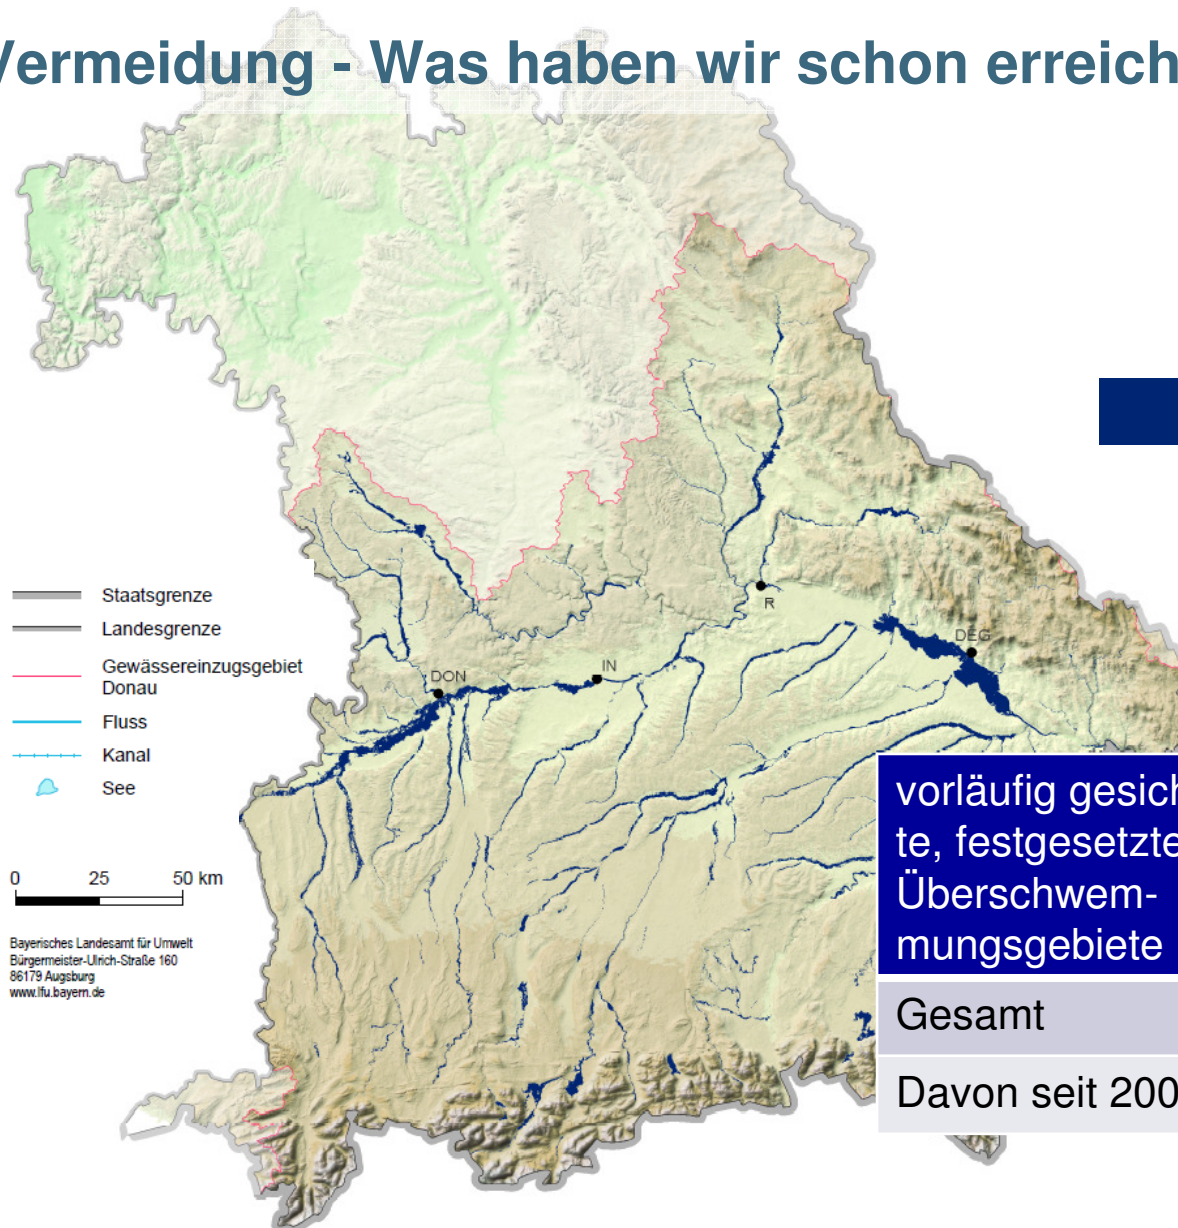 Vermeidung - Was haben wir schon erreich
R
DEG
DON
IN
Staatsgrenze
Landesgrenze
Gewässereinzugsgebiet
Donau
Fluss
Kanal
See
0 25 50 km
Bayerisches Landesamt für Umwelt
Bürgermeister-Ulrich-Straße 160
86179 Augsburg
www.lfu.bayern.de
vorläufig gesich
te, festgesetzte
Überschwem-
mungsgebiete
Gesamt
Davon seit 200